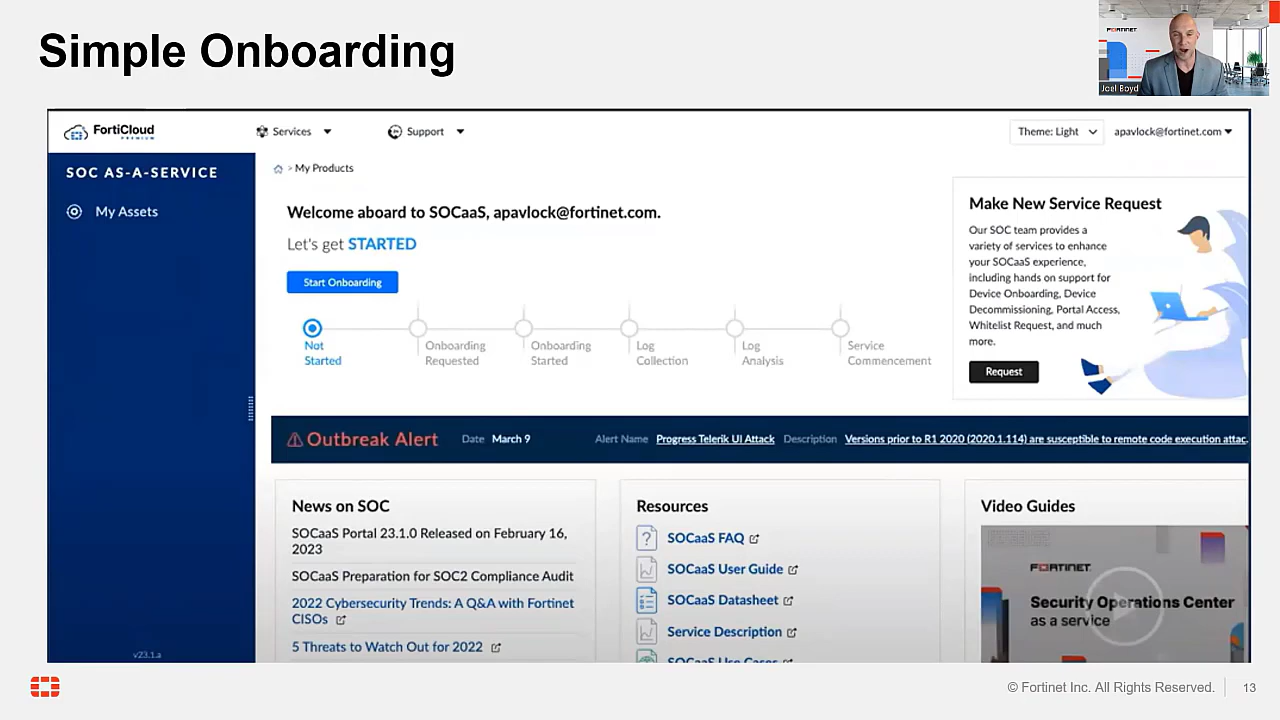 Simple Onboarding
FORTINET
Joel Boyd
FortiCloud
PREMIUM
Services
Support
Theme: Light
apavlock@fortinet.com
SOC AS-A-SERVICE
My Assets
> My Products
Welcome aboard to SOCaaS, apavlock@fortinet.com.
Let's get STARTED
Start Onboarding
Not
Started
Onboarding
Requested
Onboarding
Started
Log
Collection
Log
Analysis
Service
Commencement
Make New Service Request
Our SOC team provides a
variety of services to enhance
your SOCaaS experience,
including hands on support for
Device Onboarding, Device
Decommissioning, Portal Access,
Whitelist Request, and much
more.
Request
Outbreak Alert Date March 9 Alert Name Progress Telerik UI Attack Description Versions prior to R1 2020 (2020.1.114) are susceptible to remote code execution attac.
News on SOC
SOCaaS Portal 23.1.0 Released on February 16,
2023
SOCaaS Preparation for SOC2 Compliance Audit
2022 Cybersecurity Trends: A Q&A with Fortinet
CISOs
5 Threats to Watch Out for 2022
Resources
SOCaaS FAQ
SOCaaS User Guide
SOCaaS Datasheet
Service Description
SOCaaS Use Cases
Video Guides
FORTINET
Security Operations Center
as a service
v23.1.a
© Fortinet Inc. All Rights Reserved.
13